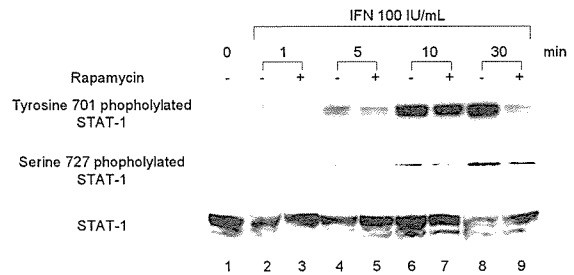 IFN 100 IU/mL
0 1 5 10 30 min
Rapamycin - - + - + - + - +
Tyrosine 701 phopholylated
STAT-1
Serine 727 phopholylated
STAT-1
STAT-1
1 2 3 4 5 6 7 8 9